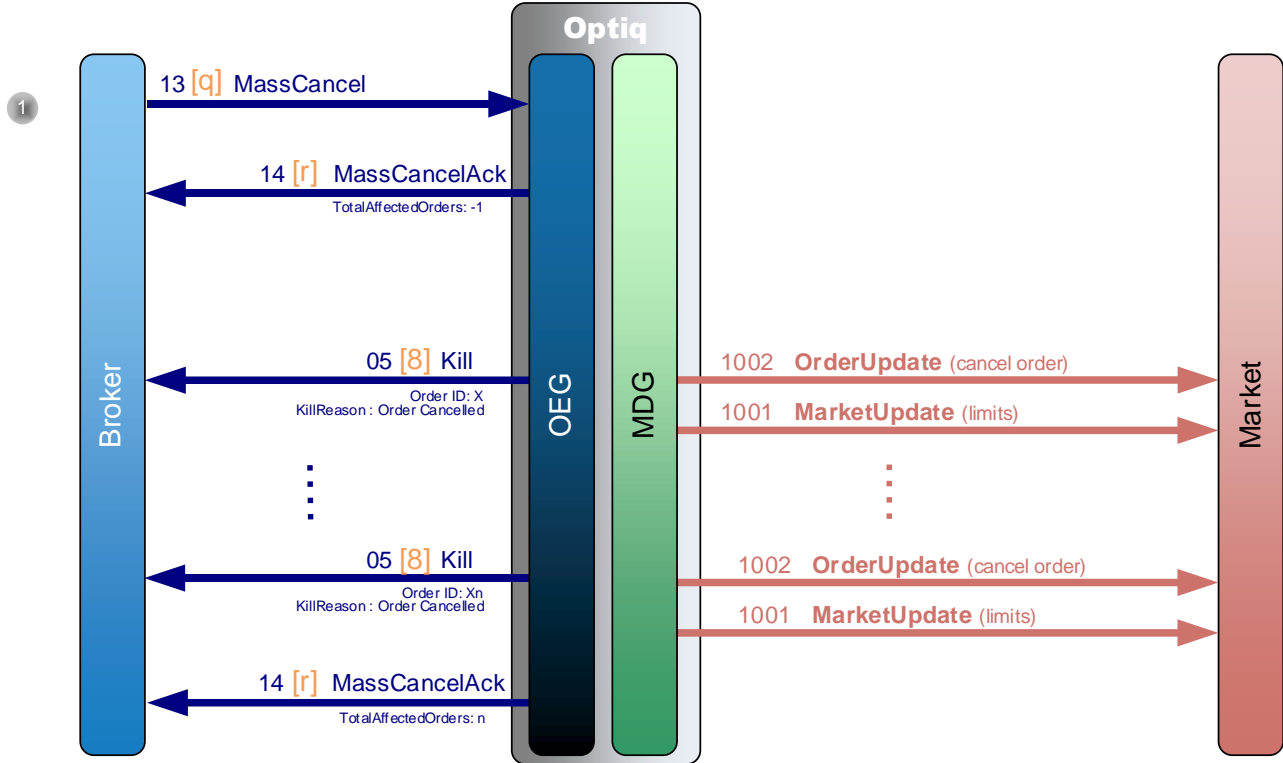 Optiq
1
13 [q] MassCancel
14 [r] MassCancelAck
TotalAffectedOrders: -1
05 [8] Kill
Order ID: X
KillReason : Order Cancelled
1002 OrderUpdate (cancel order)
1001 MarketUpdate (limits)
Broker
OEG
MDG
Market
05 [8] Kill
Order ID: Xn
KillReason : Order Cancelled
1002 OrderUpdate (cancel order)
1001 MarketUpdate (limits)
14 [r] MassCancelAck
TotalAffectedOrders: n